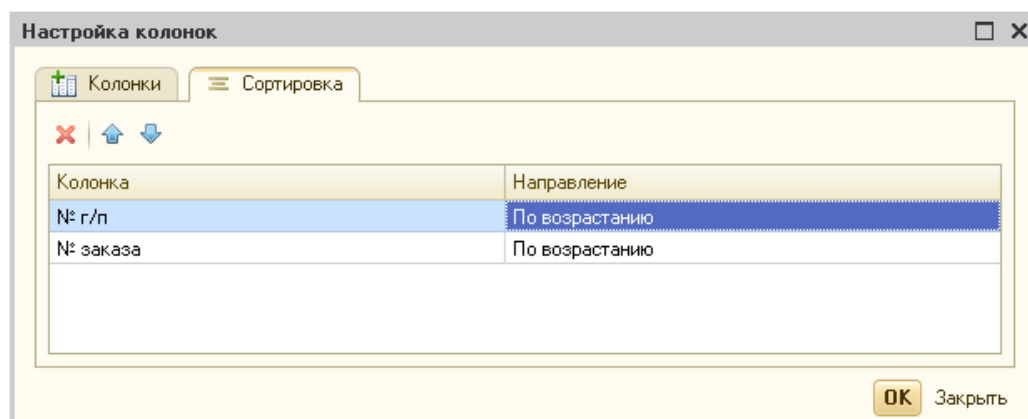 Настройка колонок
Колонки Сортировка
Колонка Направление
№ г/п По возрастанию
№ заказа По возрастанию
OK Закрыть